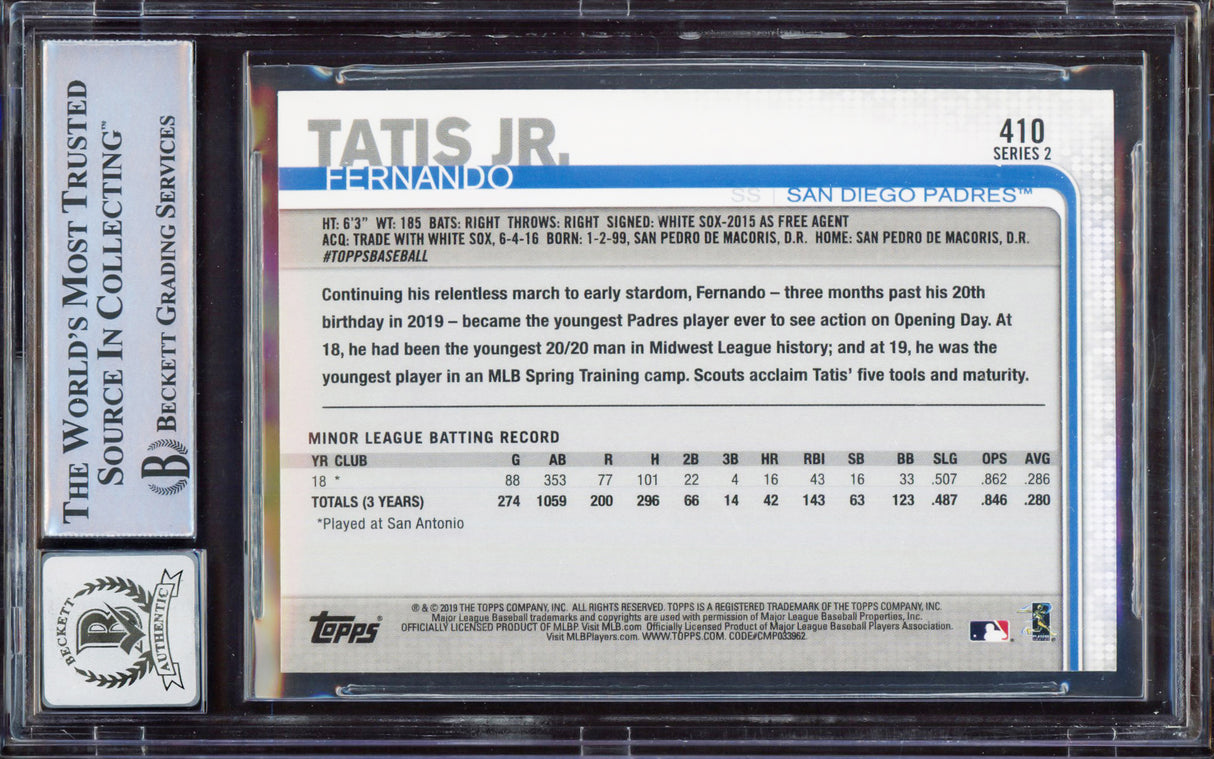 THE WORLD'S MOST TRUSTED
SOURCE IN COLLECTING™
BECKETT GRADING SERVICES
B
BECKETT
B
AUTHENTIC
TATIS JR.
FERNANDO
410
SERIES 2
SS | SAN DIEGO PADRES™
HT: 6'3" WT: 185 BATS: RIGHT THROWS: RIGHT SIGNED: WHITE SOX-2015 AS FREE AGENT
ACQ: TRADE WITH WHITE SOX, 6-4-16 BORN: 1-2-99, SAN PEDRO DE MACORIS, D.R. HOME: SAN PEDRO DE MACORIS, D.R.
#TOPPSBASEBALL
Continuing his relentless march to early stardom, Fernando – three months past his 20th
birthday in 2019 – became the youngest Padres player ever to see action on Opening Day. At
18, he had been the youngest 20/20 man in Midwest League history; and at 19, he was the
youngest player in an MLB Spring Training camp. Scouts acclaim Tatis' five tools and maturity.
MINOR LEAGUE BATTING RECORD
YR CLUB G AB R H 2B 3B HR RBI SB BB SLG OPS AVG
18 * 88 353 77 101 22 4 16 43 16 33 .507 .862 .286
TOTALS (3 YEARS) 274 1059 200 296 66 14 42 143 63 123 .487 .846 .280
*Played at San Antonio
Topps®
® & © 2019 THE TOPPS COMPANY, INC. ALL RIGHTS RESERVED. TOPPS IS A REGISTERED TRADEMARK OF THE TOPPS COMPANY, INC.
Major League Baseball trademarks and copyrights are used with permission of Major League Baseball Properties, Inc.
OFFICIALLY LICENSED PRODUCT OF MLBP Visit MLB.com Officially Licensed Product of Major League Baseball Players Association.
Visit MLBPlayers.com. WWW.TOPPS.COM. CODE#CMP033962.